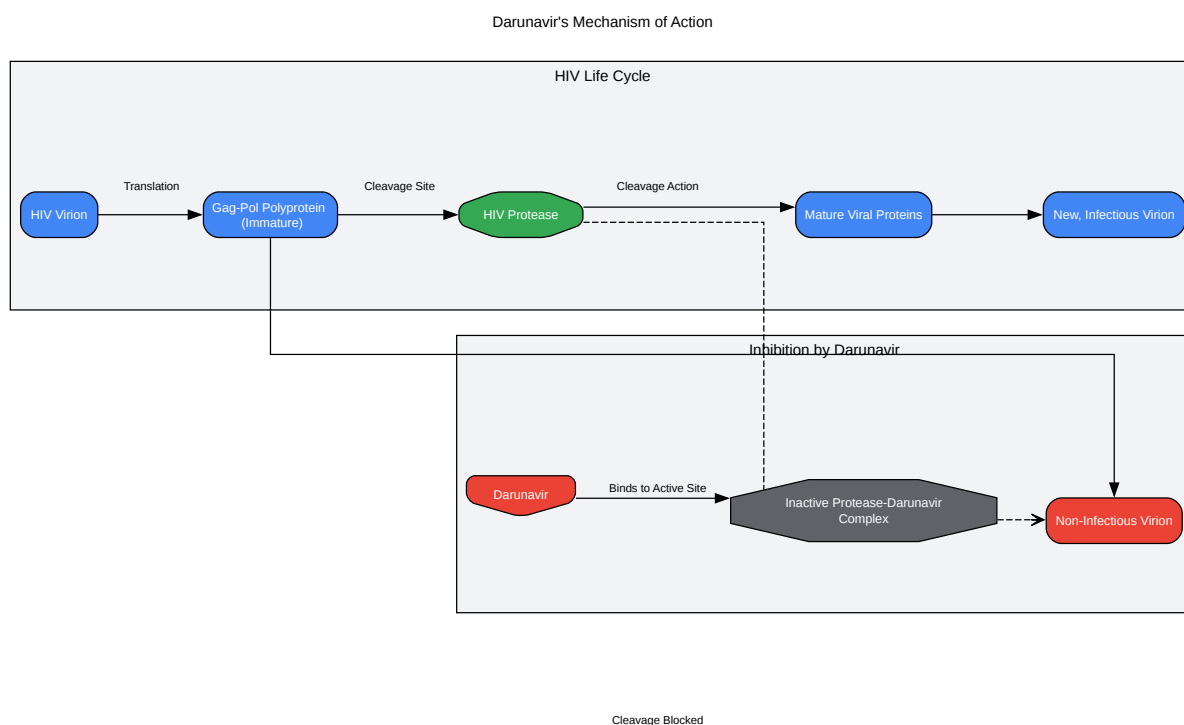 Darunavir's Mechanism of Action
HIV Life Cycle
Translation
Cleavage Site
Cleavage Action
HIV Virion
Gag-Pol Polyprotein
(Immature)
HIV Protease
Mature Viral Proteins
New, Infectious Virion
Inhibition by Darunavir
Darunavir
Binds to Active Site
Inactive Protease-Darunavir
Complex
Non-Infectious Virion
Cleavage Blocked